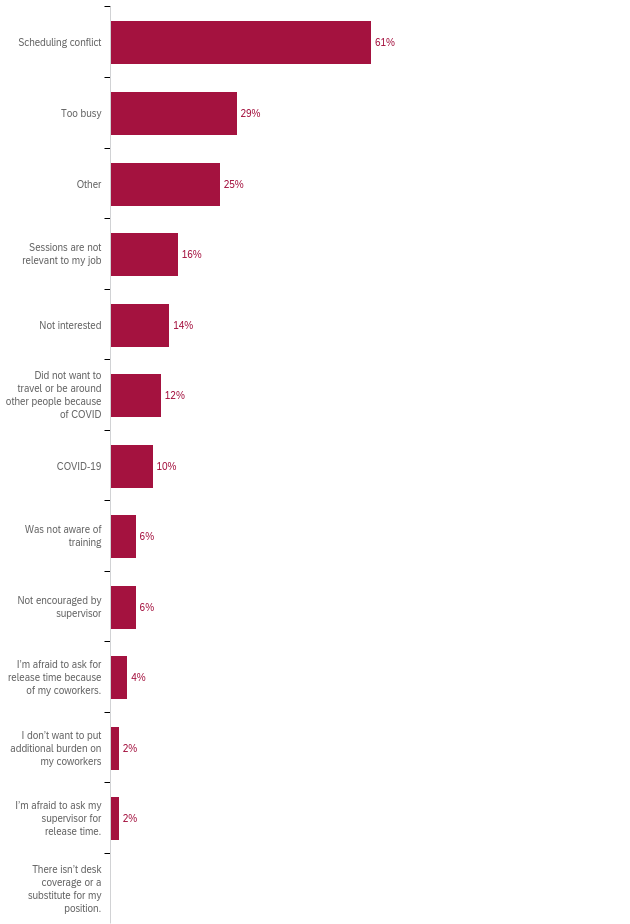 Scheduling conflict
61%
Too busy
29%
Other
25%
Sessions are not
relevant to my job
16%
Not interested
14%
Did not want to
travel or be around
other people because
of COVID
12%
COVID-19
10%
Was not aware of
training
6%
Not encouraged by
supervisor
6%
I'm afraid to ask for
release time because
of my coworkers.
4%
I don't want to put
additional burden on
my coworkers
2%
I'm afraid to ask my
supervisor for
release time.
2%
There isn't desk
coverage or a
substitute for my
position.